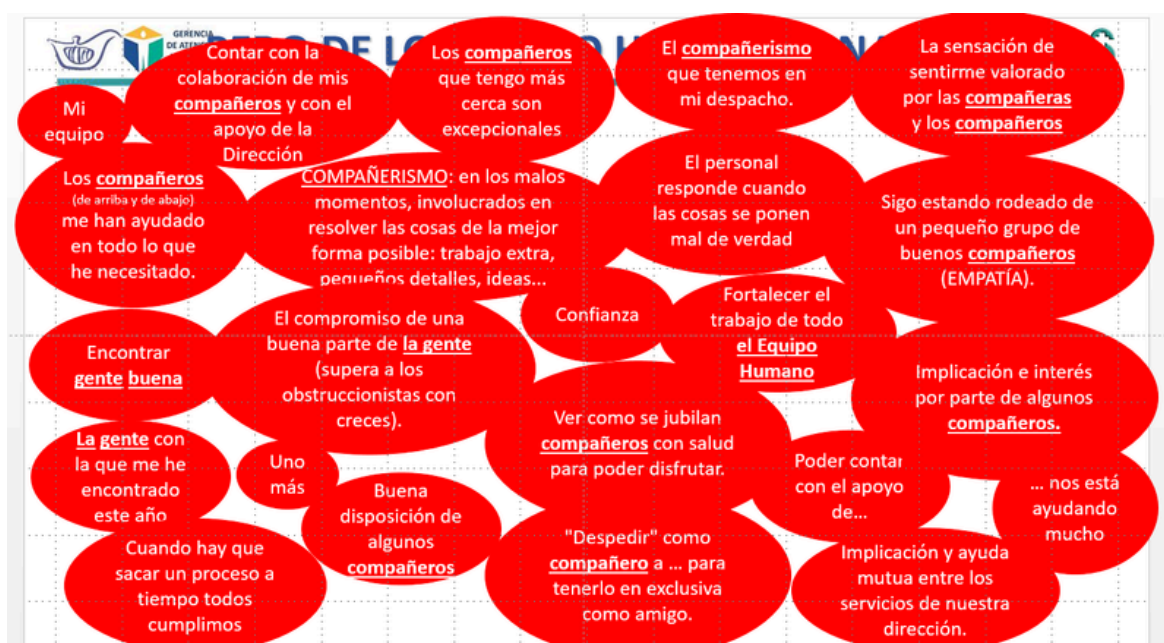 GERENCIA
DE ATEN
Mi
equipo
Contar con la
colaboración de mis
compañeros y con el
apoyo de la
Dirección
Los compañeros
que tengo más
cerca son
excepcionales
El compañerismo
que tenemos en
mi despacho.
La sensación de
sentirme valorado
por las compañeras
y los compañeros
Los compañeros
(de arriba y de abajo)
me han ayudado
en todo lo que
he necesitado.
COMPAÑERISMO: en los malos
momentos, involucrados en
resolver las cosas de la mejor
forma posible: trabajo extra,
pequeños detalles, ideas...
El personal
responde cuando
las cosas se ponen
mal de verdad
Sigo estando rodeado de
un pequeño grupo de
buenos compañeros
(EMPATÍA).
Encontrar
gente buena
El compromiso de una
buena parte de la gente
(supera a los
obstruccionistas con
creces).
Confianza
Fortalecer el
trabajo de todo
el Equipo
Humano
Implicación e interés
por parte de algunos
compañeros.
La gente con
la que me he
encontrado
este año
Uno
más
Buena
disposición de
algunos
compañeros
Ver como se jubilan
compañeros con salud
para poder disfrutar.
Poder contar
con el apoyo
de...
... nos está
ayudando
mucho
Cuando hay que
sacar un proceso a
tiempo todos
cumplimos
"Despedir" como
compañero a ... para
tenerlo en exclusiva
como amigo.
Implicación y ayuda
mutua entre los
servicios de nuestra
dirección.